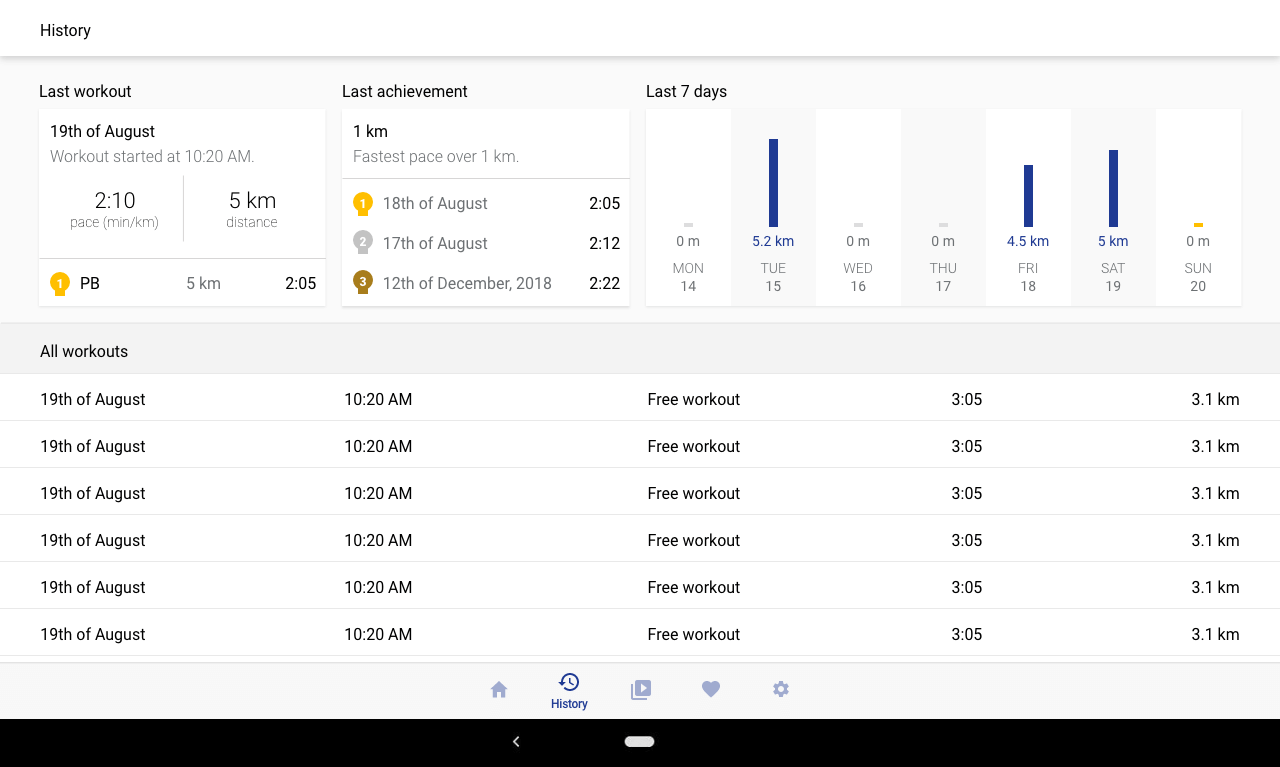 History
Last workout
19th of August
Workout started at 10:20 AM.
2:10
pace (min/km)
5 km
distance
1 PB 5 km 2:05
Last achievement
1 km
Fastest pace over 1 km.
1 18th of August 2:05
2 17th of August 2:12
3 12th of December, 2018 2:22
Last 7 days
0 m 5.2 km 0 m 0 m 4.5 km 5 km 0 m
MON TUE WED THU FRI SAT SUN
14 15 16 17 18 19 20
All workouts
19th of August 10:20 AM Free workout 3:05 3.1 km
19th of August 10:20 AM Free workout 3:05 3.1 km
19th of August 10:20 AM Free workout 3:05 3.1 km
19th of August 10:20 AM Free workout 3:05 3.1 km
19th of August 10:20 AM Free workout 3:05 3.1 km
19th of August 10:20 AM Free workout 3:05 3.1 km
History